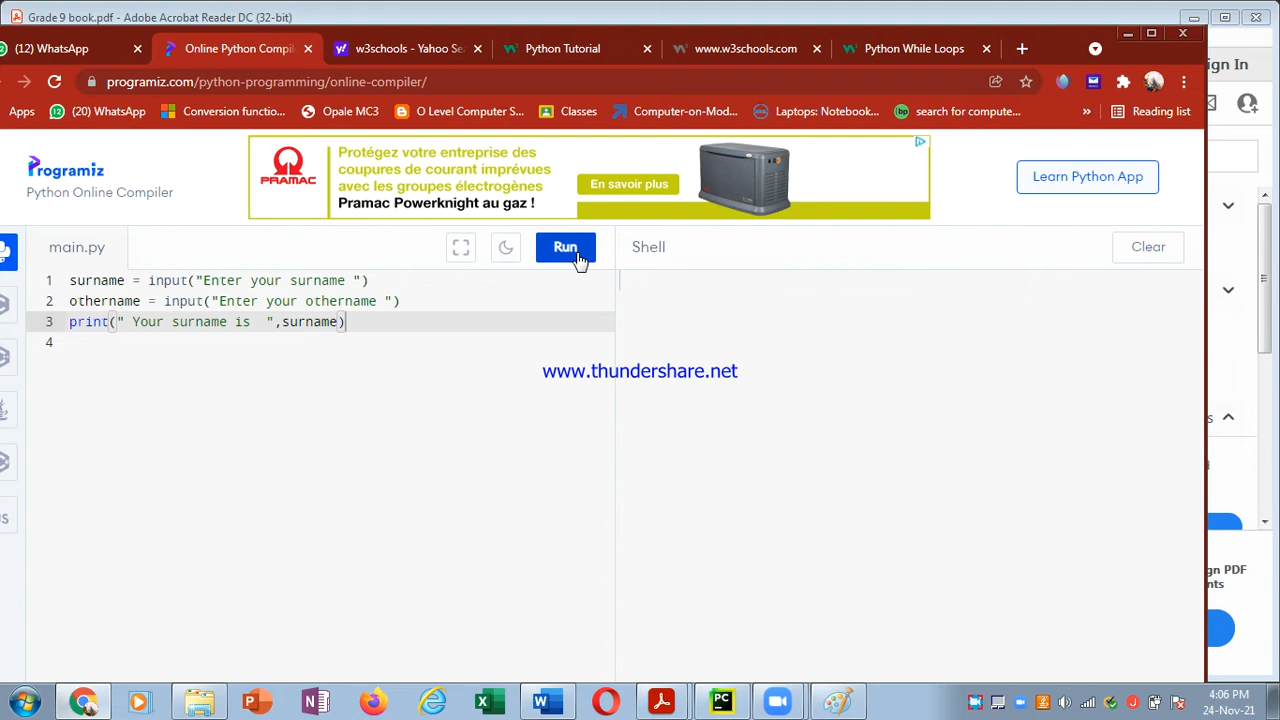 Grade 9 book.pdf - Adobe Acrobat Reader DC (32-bit)
(12) WhatsApp
Online Python Compil
w3schools - Yahoo Se
Python Tutorial
www.w3schools.com
Python While Loops
gn In
programiz.com/python-programming/online-compiler/
Apps
(20) WhatsApp
Conversion functio...
Opale MC3
O Level Computer S...
Classes
Computer-on-Mod...
Laptops: Notebook...
search for compute...
»
Reading list
Programiz
Python Online Compiler
PRAMAC
Protégez votre entreprise des
coupures de courant imprévues
avec les groupes électrogènes
Pramac Powerknight au gaz !
En savoir plus
Learn Python App
main.py
Run
Shell
Clear
1 surname = input("Enter your surname ")
2 othername = input("Enter your othername ")
3 print(" Your surname is  ",surname)
4
www.thundershare.net
gn PDF
nts
4:06 PM
24-Nov-21